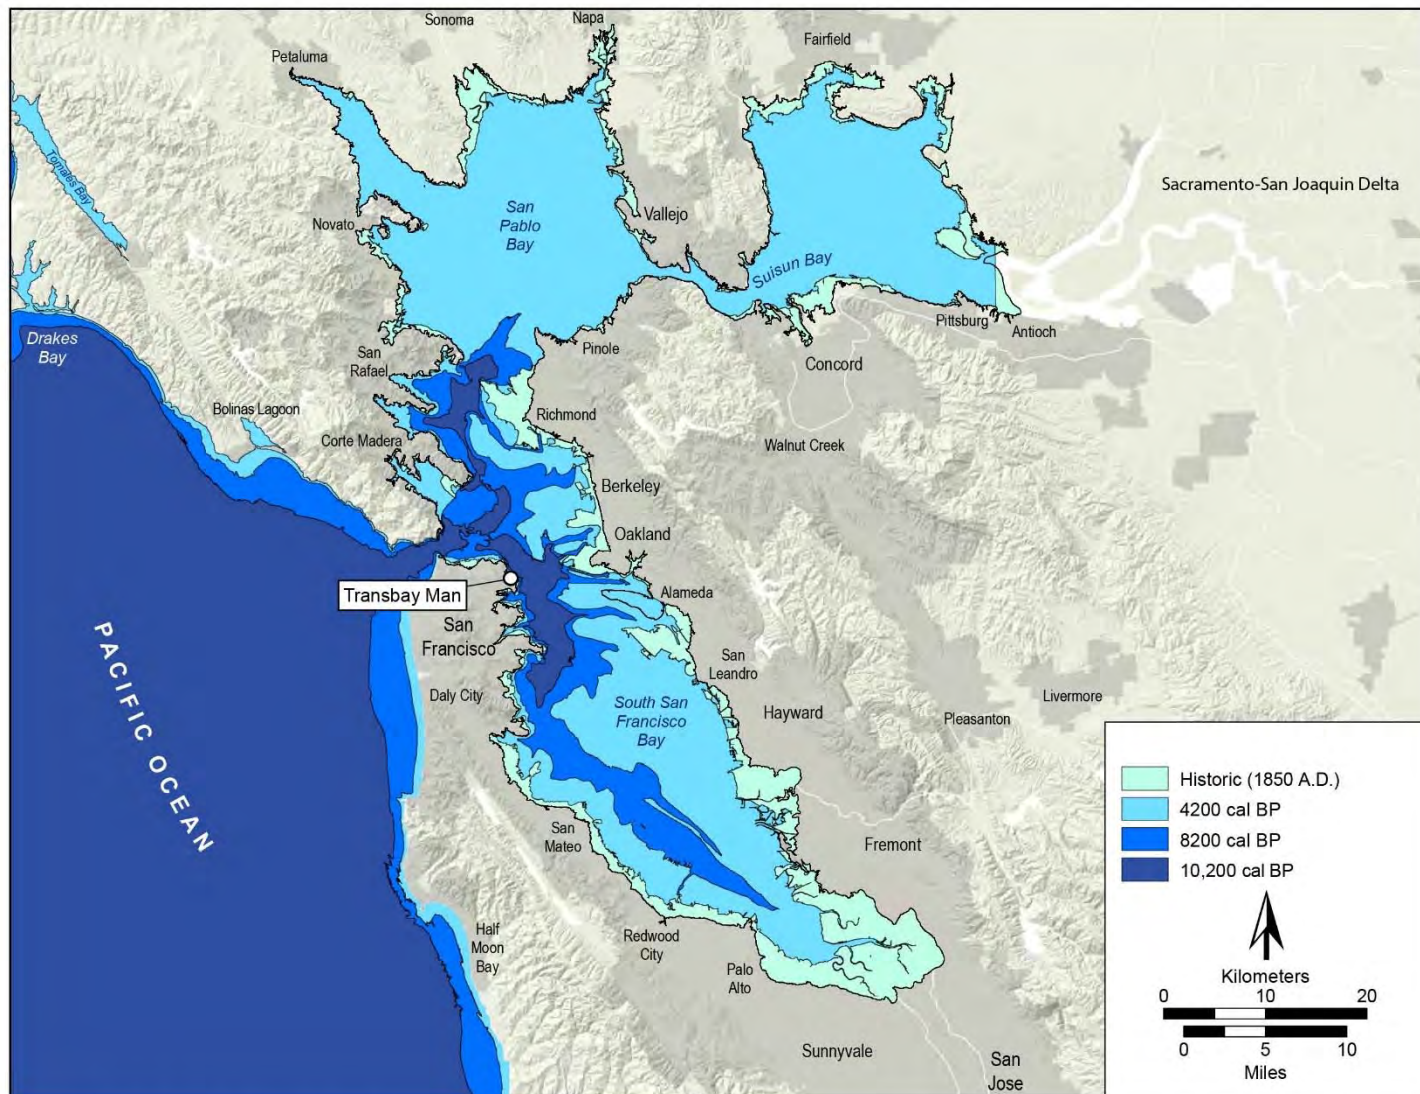 Sonoma
Napa
Fairfield
Petaluma
Tomales Bay
Sacramento-San Joaquin Delta
San
Pablo
Bay
Vallejo
Novato
Suisun Bay
Drakes
Bay
Pittsburg
Antioch
San
Rafael
Pinole
Concord
Bolinas Lagoon
Richmond
Corte Madera
Walnut Creek
Berkeley
Oakland
Transbay Man
Alameda
San
Francisco
PACIFIC OCEAN
San
Leandro
Daly City
South San
Francisco
Bay
Hayward
Livermore
Pleasanton
San
Mateo
Fremont
Half
Moon
Bay
Redwood
City
Palo
Alto
Sunnyvale
San
Jose
Historic (1850 A.D.)
4200 cal BP
8200 cal BP
10,200 cal BP
Kilometers
0 10 20
0 5 10
Miles